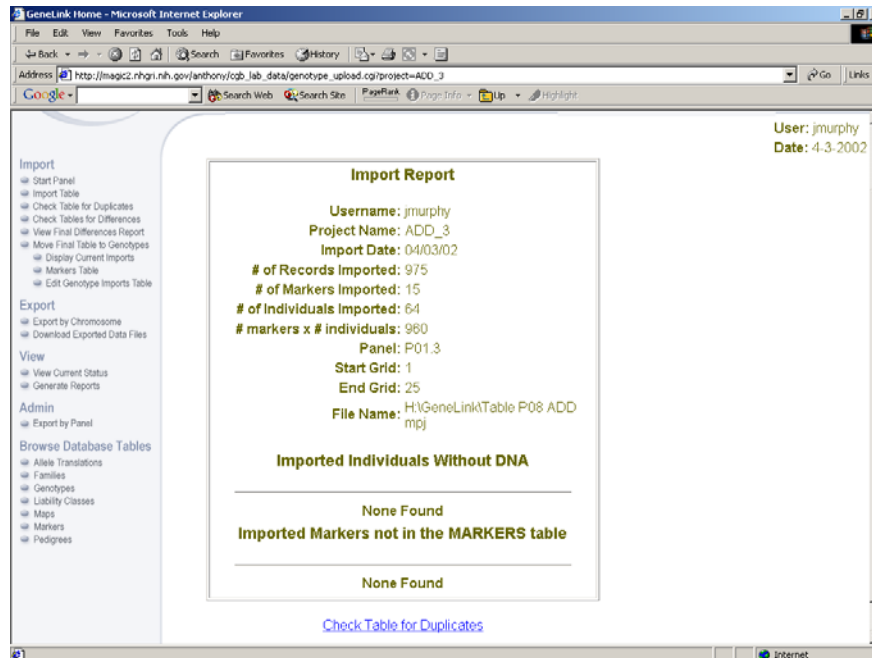 GeneLink Home - Microsoft Internet Explorer
File Edit View Favorites Tools Help
Back Search Favorites History
Address http://magic2.nhgri.nih.gov/anthony/cgb_lab_data/genotype_upload.cgi?project=ADD_3 Go Links
Google Search Web Search Site PageRank Page Info Up Highlight
User: jmurphy
Date: 4-3-2002
Import
Start Panel
Import Table
Check Table for Duplicates
Check Tables for Differences
View Final Differences Report
Move Final Table to Genotypes
Display Current Imports
Markers Table
Edit Genotype Imports Table
Export
Export by Chromosome
Download Exported Data Files
View
View Current Status
Generate Reports
Admin
Export by Panel
Browse Database Tables
Allele Translations
Families
Genotypes
Liability Classes
Maps
Markers
Pedigrees
Import Report
Username: jmurphy
Project Name: ADD_3
Import Date: 04/03/02
# of Records Imported: 975
# of Markers Imported: 15
# of Individuals Imported: 64
# markers x # individuals: 960
Panel: P01.3
Start Grid: 1
End Grid: 25
File Name: H:\GeneLink\Table P08 ADD
mpj
Imported Individuals Without DNA
None Found
Imported Markers not in the MARKERS table
None Found
Check Table for Duplicates
Internet